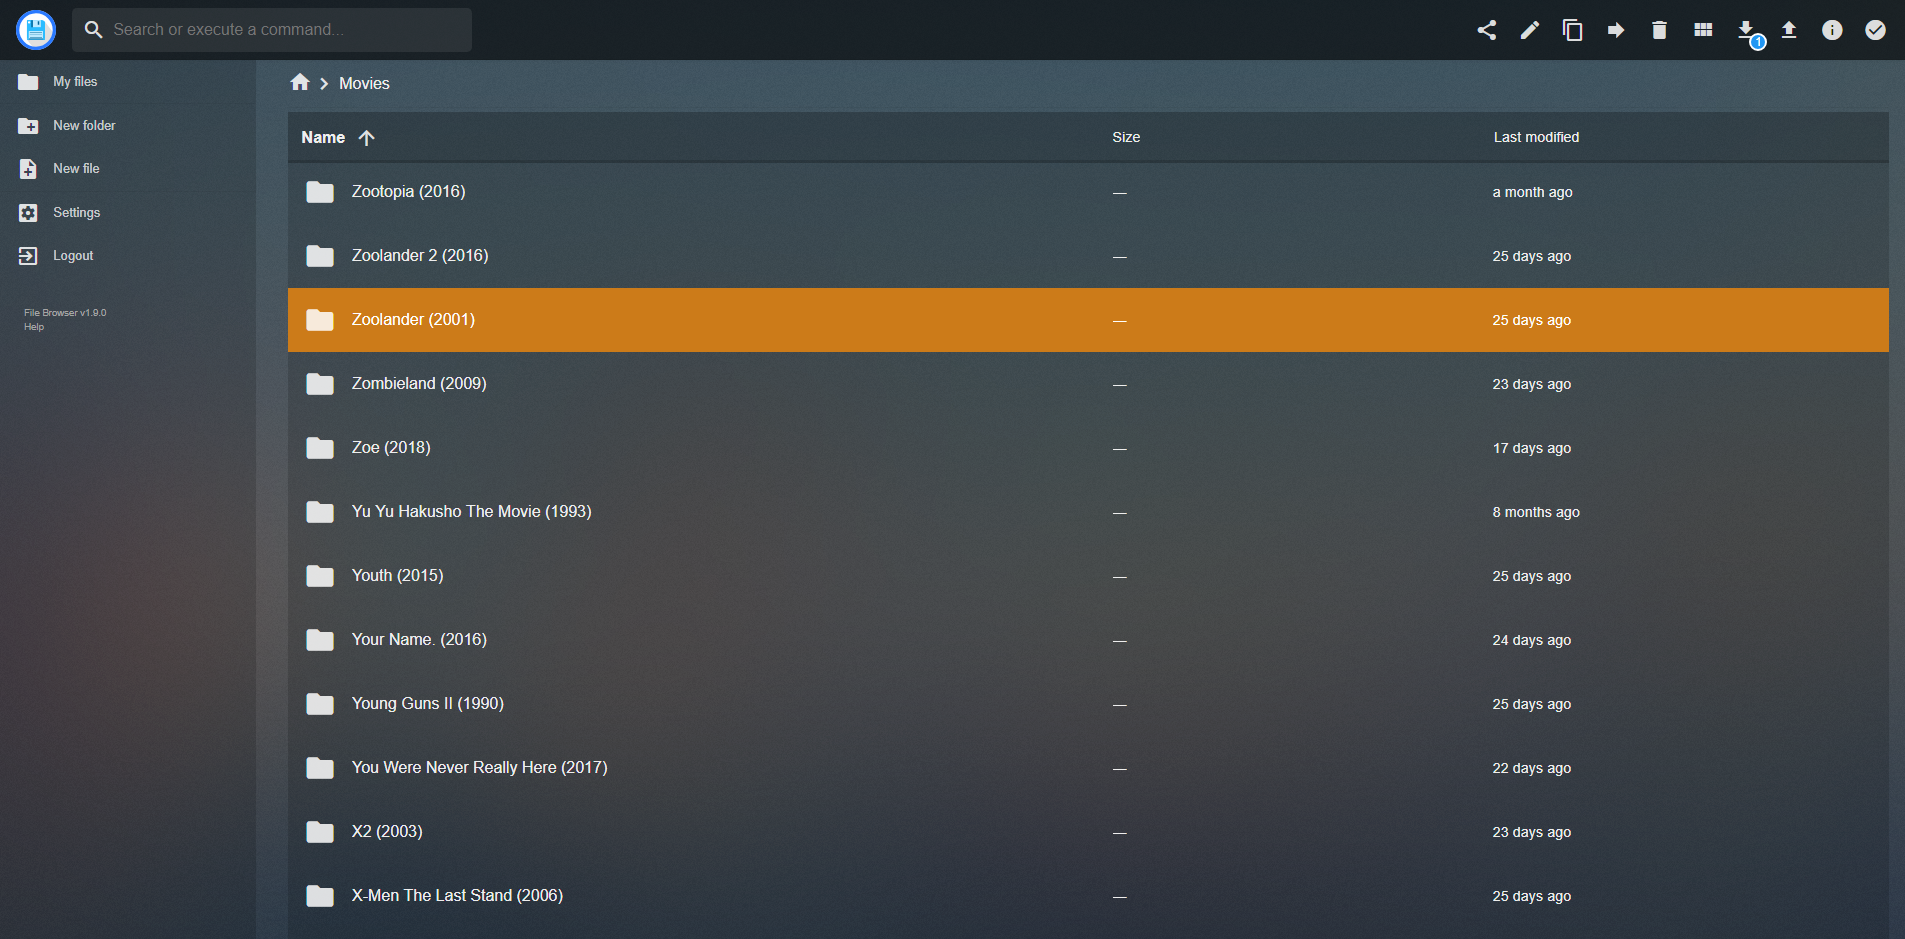 Search or execute a command...
1
My files
New folder
New file
Settings
Logout
File Browser v1.9.0
Help
Movies
Name Size Last modified
Zootopia (2016) — a month ago
Zoolander 2 (2016) — 25 days ago
Zoolander (2001) — 25 days ago
Zombieland (2009) — 23 days ago
Zoe (2018) — 17 days ago
Yu Yu Hakusho The Movie (1993) — 8 months ago
Youth (2015) — 25 days ago
Your Name. (2016) — 24 days ago
Young Guns II (1990) — 25 days ago
You Were Never Really Here (2017) — 22 days ago
X2 (2003) — 23 days ago
X-Men The Last Stand (2006) — 25 days ago